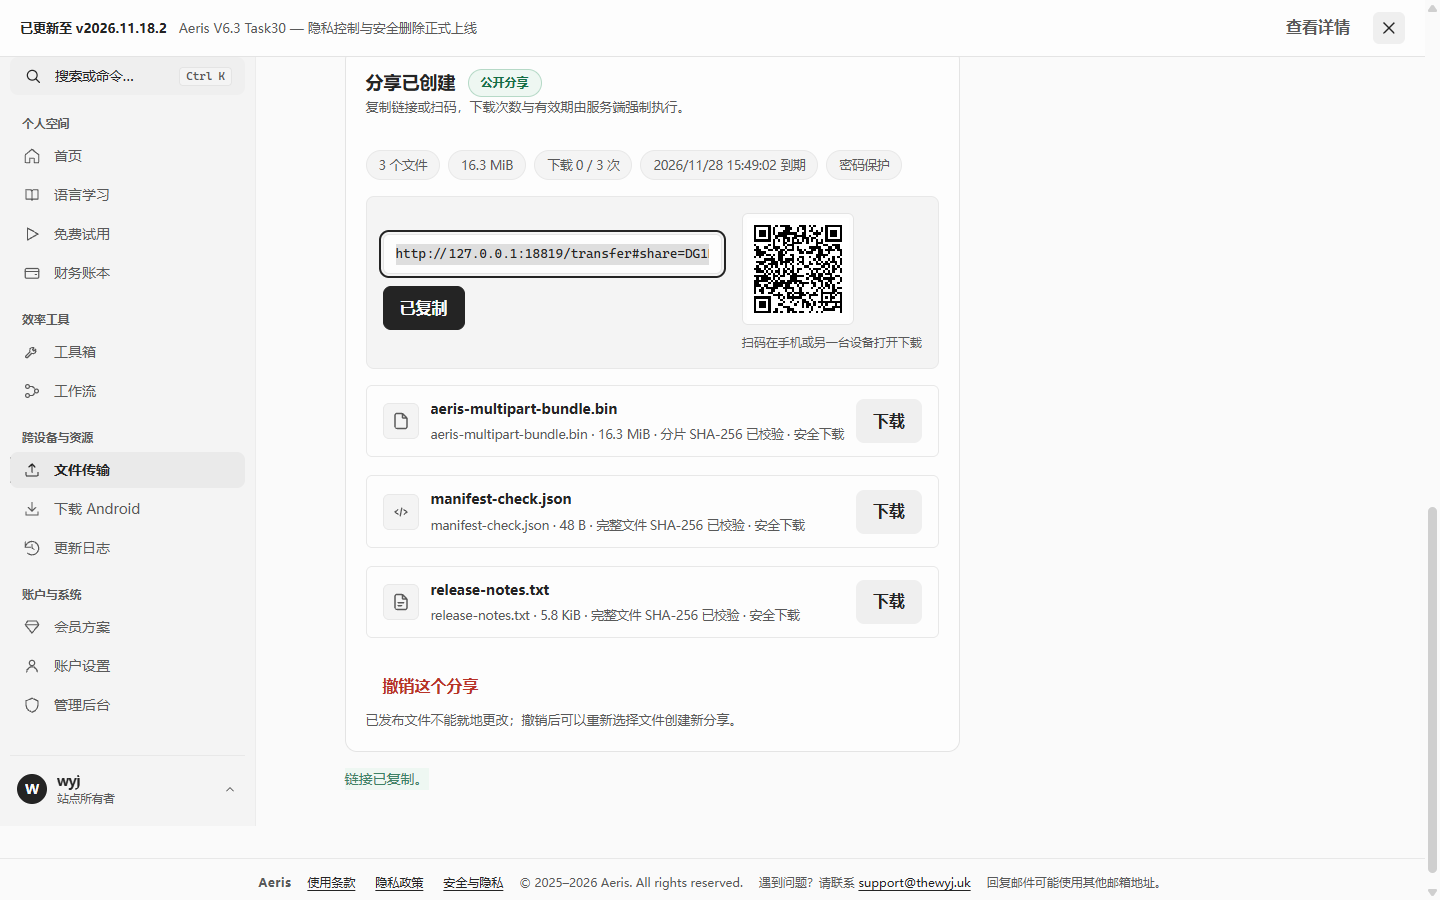 已更新至 v2026.11.18.2 Aeris V6.3 Task30 — 隐私控制与安全删除正式上线 查看详情
搜索或命令... Ctrl K
个人空间
首页
语言学习
免费试用
财务账本
效率工具
工具箱
工作流
跨设备与资源
文件传输
下载 Android
更新日志
账户与系统
会员方案
账户设置
管理后台
W
wyj
站点所有者
分享已创建 公开分享
复制链接或扫码，下载次数与有效期由服务端强制执行。
3 个文件 16.3 MiB 下载 0 / 3 次 2026/11/28 15:49:02 到期 密码保护
http://127.0.0.1:18819/transfer#share=DG1
已复制
扫码在手机或另一台设备打开下载
aeris-multipart-bundle.bin
aeris-multipart-bundle.bin · 16.3 MiB · 分片 SHA-256 已校验 · 安全下载
下载
manifest-check.json
manifest-check.json · 48 B · 完整文件 SHA-256 已校验 · 安全下载
下载
release-notes.txt
release-notes.txt · 5.8 KiB · 完整文件 SHA-256 已校验 · 安全下载
下载
撤销这个分享
已发布文件不能就地更改；撤销后可以重新选择文件创建新分享。
链接已复制。
Aeris 使用条款 隐私政策 安全与隐私 © 2025–2026 Aeris. All rights reserved. 遇到问题？请联系 support@thewyj.uk 回复邮件可能使用其他邮箱地址。